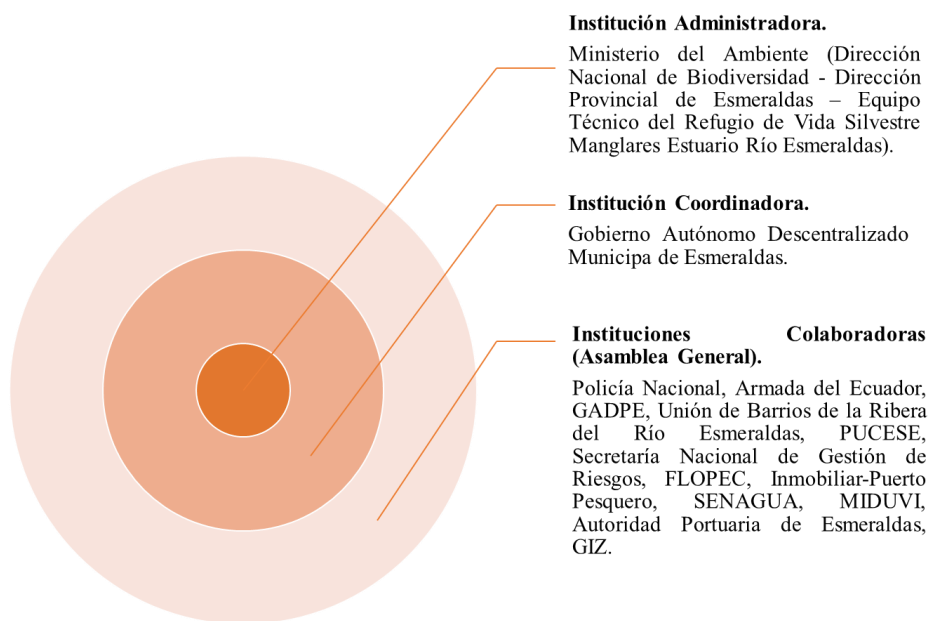 Institución Administradora.
Ministerio del Ambiente (Dirección
Nacional de Biodiversidad - Dirección
Provincial de Esmeraldas – Equipo
Técnico del Refugio de Vida Silvestre
Manglares Estuario Río Esmeraldas).
Institución Coordinadora.
Gobierno Autónomo Descentralizado
Municipa de Esmeraldas.
Instituciones Colaboradoras
(Asamblea General).
Policía Nacional, Armada del Ecuador,
GADPE, Unión de Barrios de la Ribera
del Río Esmeraldas, PUCESE,
Secretaría Nacional de Gestión de
Riesgos, FLOPEC, Inmobiliar-Puerto
Pesquero, SENAGUA, MIDUVI,
Autoridad Portuaria de Esmeraldas,
GIZ.